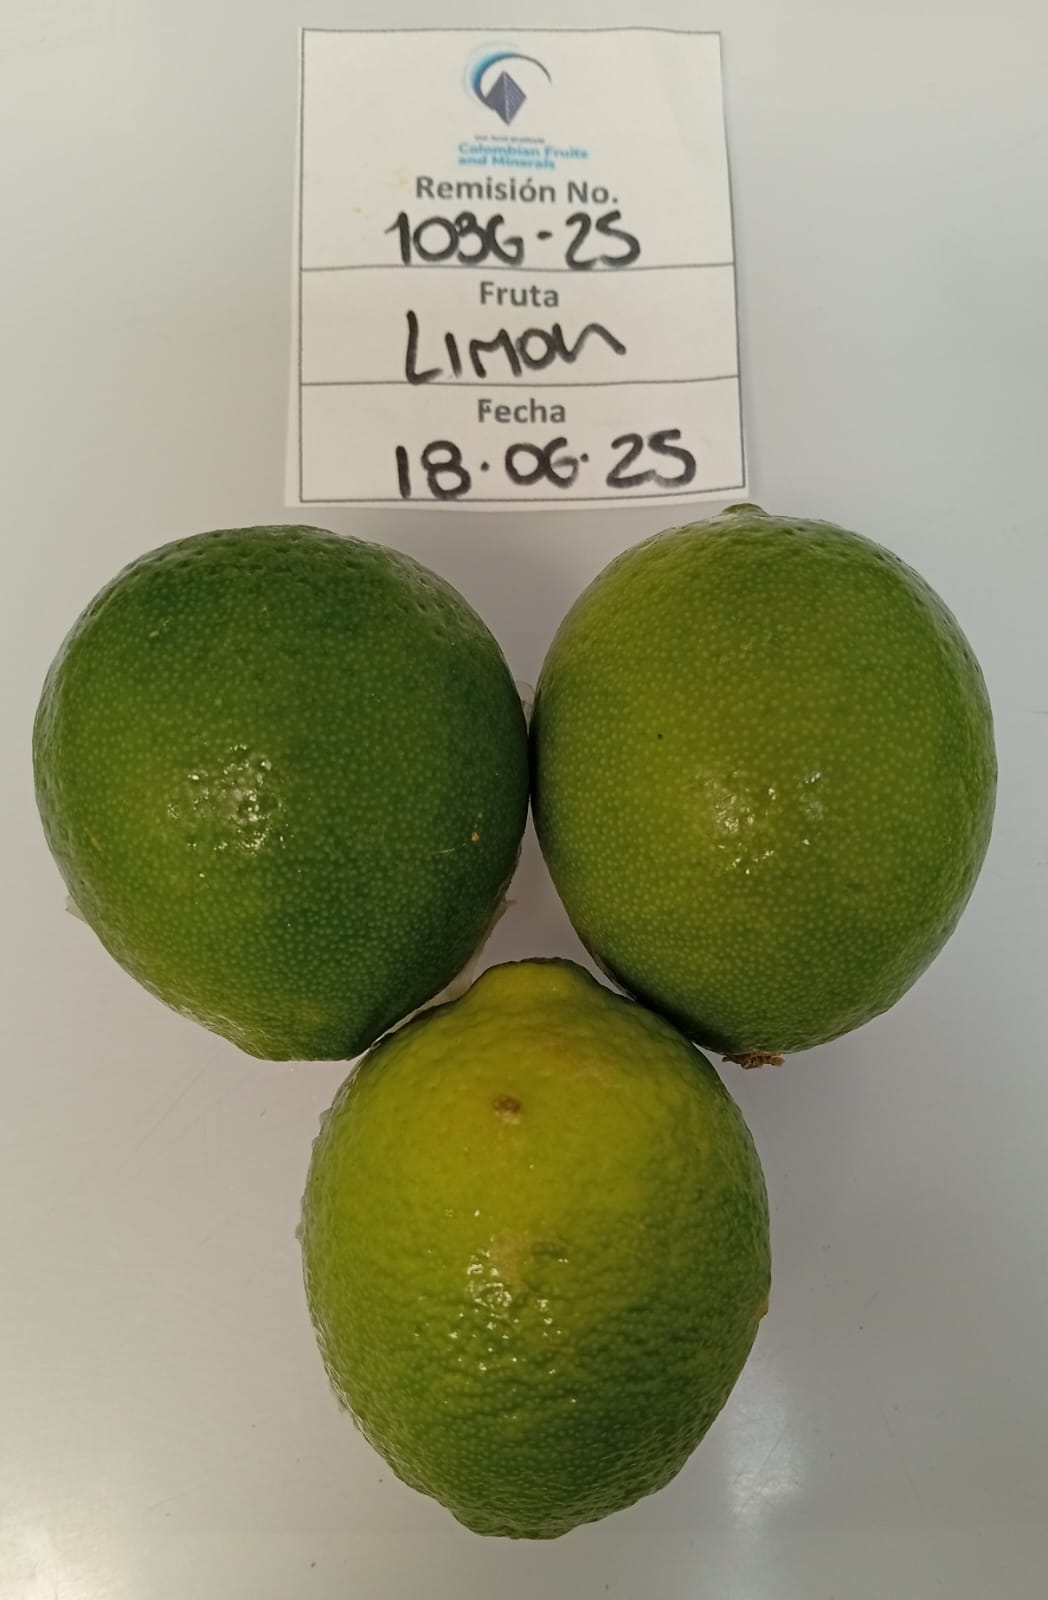 Colombian Fruits
and Minerals
Remisión No.
1036-25
Fruta
LIMON
Fecha
18.06.25